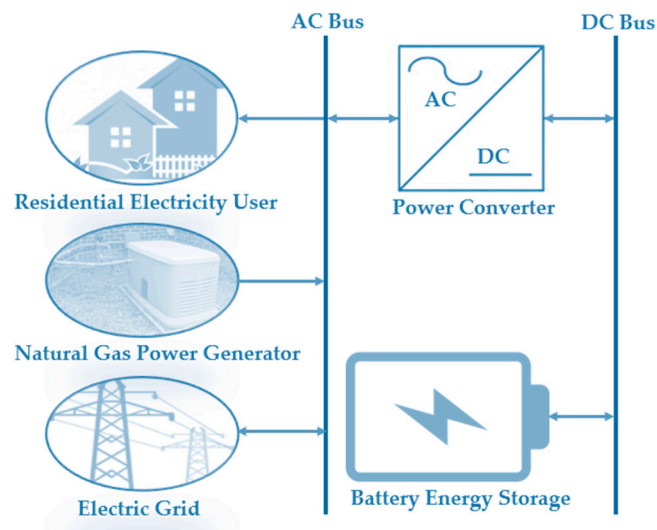 AC Bus
DC Bus
AC
DC
Residential Electricity User
Power Converter
Natural Gas Power Generator
Electric Grid
Battery Energy Storage